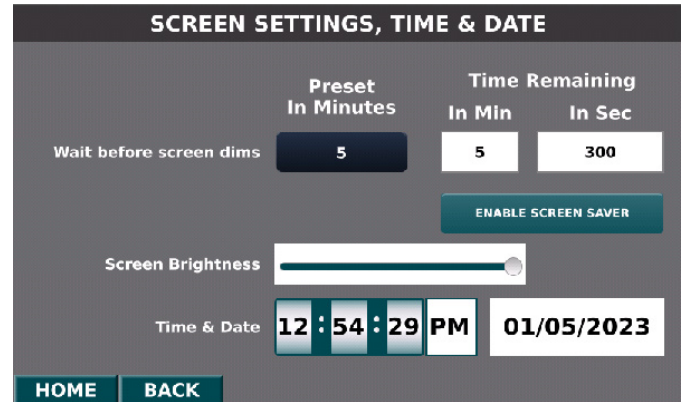 SCREEN SETTINGS, TIME & DATE
Preset
In Minutes
Time Remaining
In Min In Sec
Wait before screen dims 5 5 300
ENABLE SCREEN SAVER
Screen Brightness
Time & Date 12 : 54 : 29 PM 01/05/2023
HOME BACK